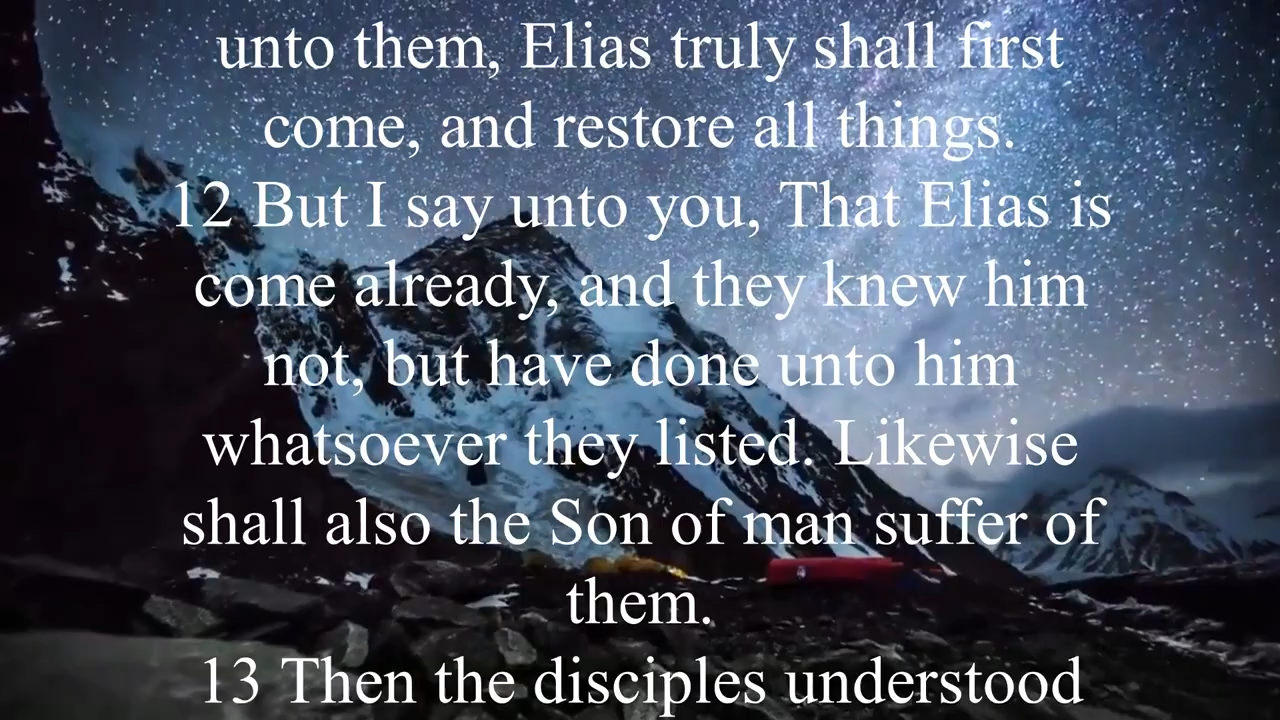 unto them, Elias truly shall first
come, and restore all things.
12 But I say unto you, That Elias is
come already, and they knew him
not, but have done unto him
whatsoever they listed. Likewise
shall also the Son of man suffer of
them.
13 Then the disciples understood